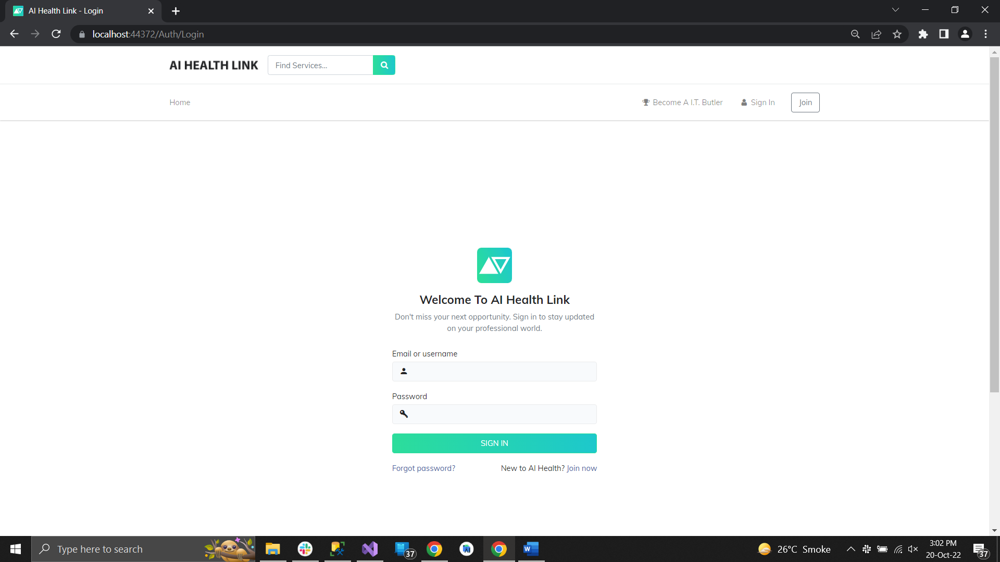 AI Health Link - Login
localhost:44372/Auth/Login
AI HEALTH LINK
Find Services...
Home
Become A I.T. Butler
Sign In
Join
Welcome To AI Health Link
Don't miss your next opportunity. Sign in to stay updated
on your professional world.
Email or username
Password
SIGN IN
Forgot password?
New to AI Health? Join now
Type here to search
37
W
26°C Smoke
3:02 PM
20-Oct-22
37